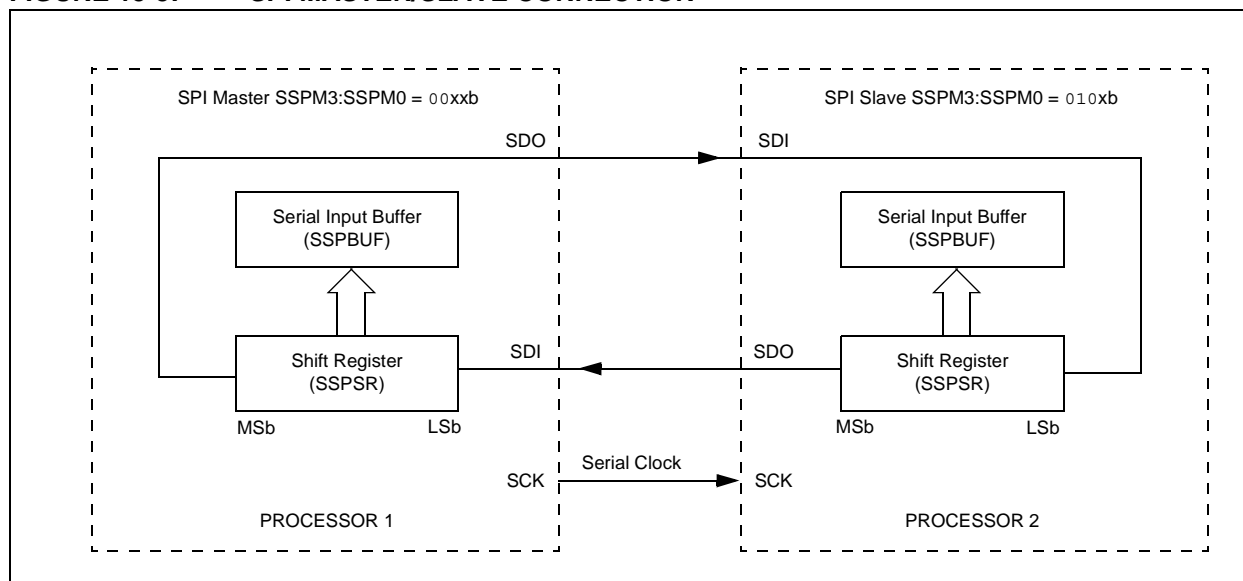 SPI Master SSPM3:SSPM0 = 00xxb
SDO
Serial Input Buffer
(SSPBUF)
Shift Register
(SSPSR)
MSb
LSb
SDI
SCK
PROCESSOR 1
Serial Clock
SPI Slave SSPM3:SSPM0 = 010xb
SDI
Serial Input Buffer
(SSPBUF)
SDO
Shift Register
(SSPSR)
MSb
LSb
SCK
PROCESSOR 2